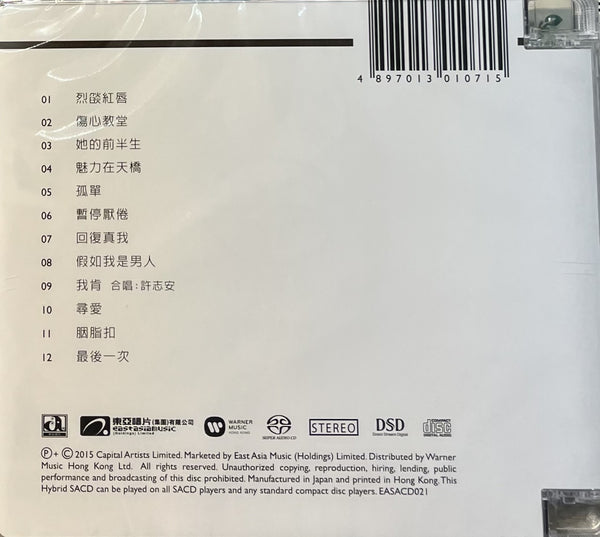 4 897013 010715
01 烈燄紅唇
02 傷心教堂
03 她的前半生
04 魅力在天橋
05 孤單
06 暫停厭倦
07 回復真我
08 假如我是男人
09 我肯 合唱:許志安
10 尋愛
11 胭脂扣
12 最後一次
東亞唱片(集團)有限公司 WARNER MUSIC HONG KONG SUPER AUDIO CD STEREO DSD Direct Stream Digital COMPACT disc DIGITAL AUDIO
eastasiamusic
(Holdings) Limited
Ⓟ+ © 2015 Capital Artists Limited. Marketed by East Asia Music (Holdings) Limited. Distributed by Warner
Music Hong Kong Ltd. All rights reserved. Unauthorized copying, reproduction, hiring, lending, public
performance and broadcasting of this disc prohibited. Manufactured in Japan and printed in Hong Kong. This
Hybrid SACD can be played on all SACD players and any standard compact disc players. EASACD021